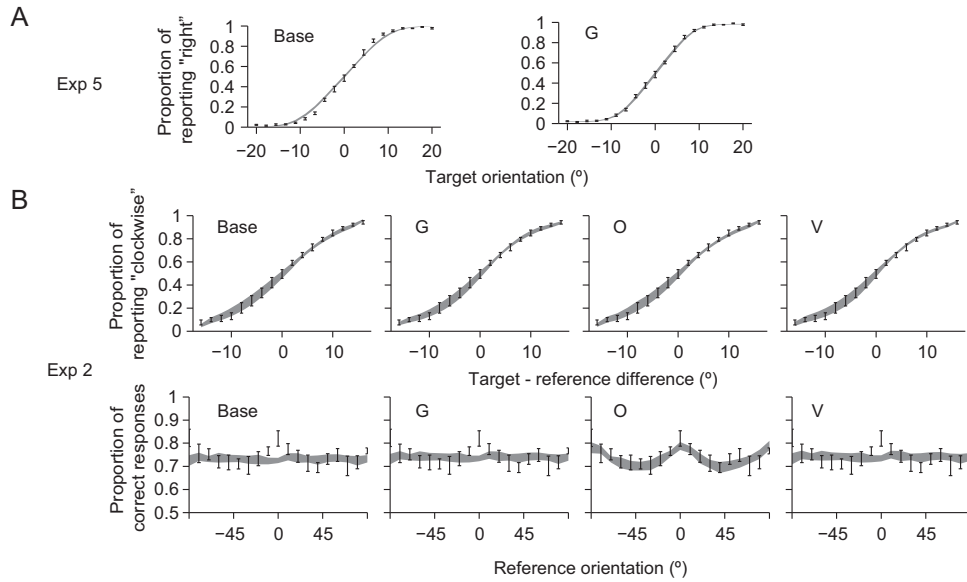 A
Exp 5
Proportion of
reporting "right"
Base
G
1
0.8
0.6
0.4
0.2
0
1
0.8
0.6
0.4
0.2
0
−20 −10 0 10 20
−20 −10 0 10 20
Target orientation (º)
B
Exp 2
Proportion of
reporting "clockwise"
Base
G
O
V
1
0.8
0.6
0.4
0.2
0
−10 0 10
−10 0 10
−10 0 10
−10 0 10
Target - reference difference (º)
Proportion of
correct responses
Base
G
O
V
1
0.9
0.8
0.7
0.6
0.5
−45 0 45
−45 0 45
−45 0 45
−45 0 45
Reference orientation (º)